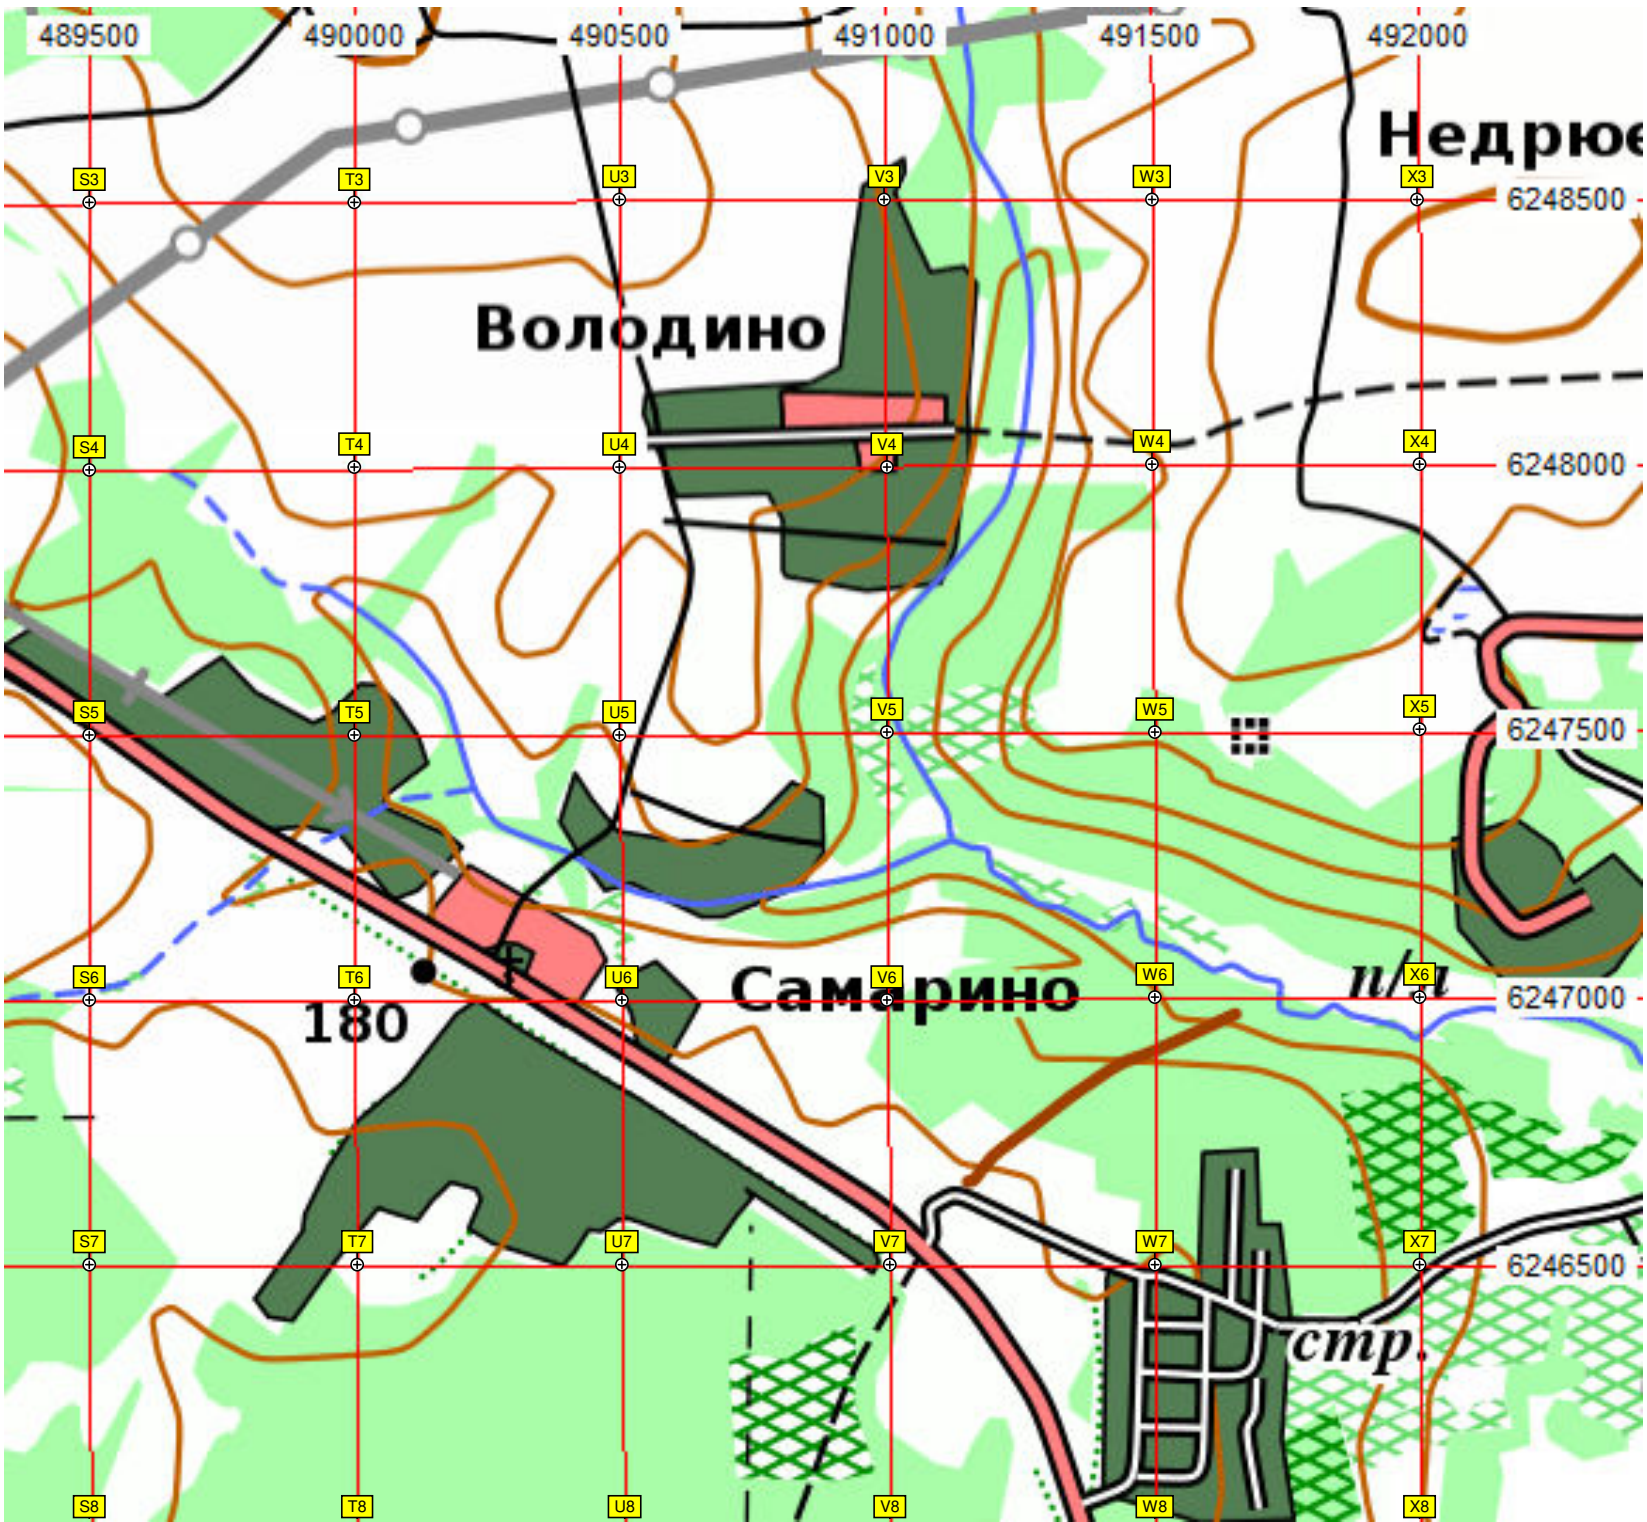 489500 490000 490500 491000 491500 492000
Недрюе
S3 T3 U3 V3 W3 X3 6248500
Володино
S4 T4 U4 V4 W4 X4 6248000
S5 T5 U5 V5 W5 X5 6247500
S6 T6 U6 Самарино V6 W6 п/л X6 6247000
180
S7 T7 U7 V7 W7 X7 6246500
стр.
S8 T8 U8 V8 W8 X8